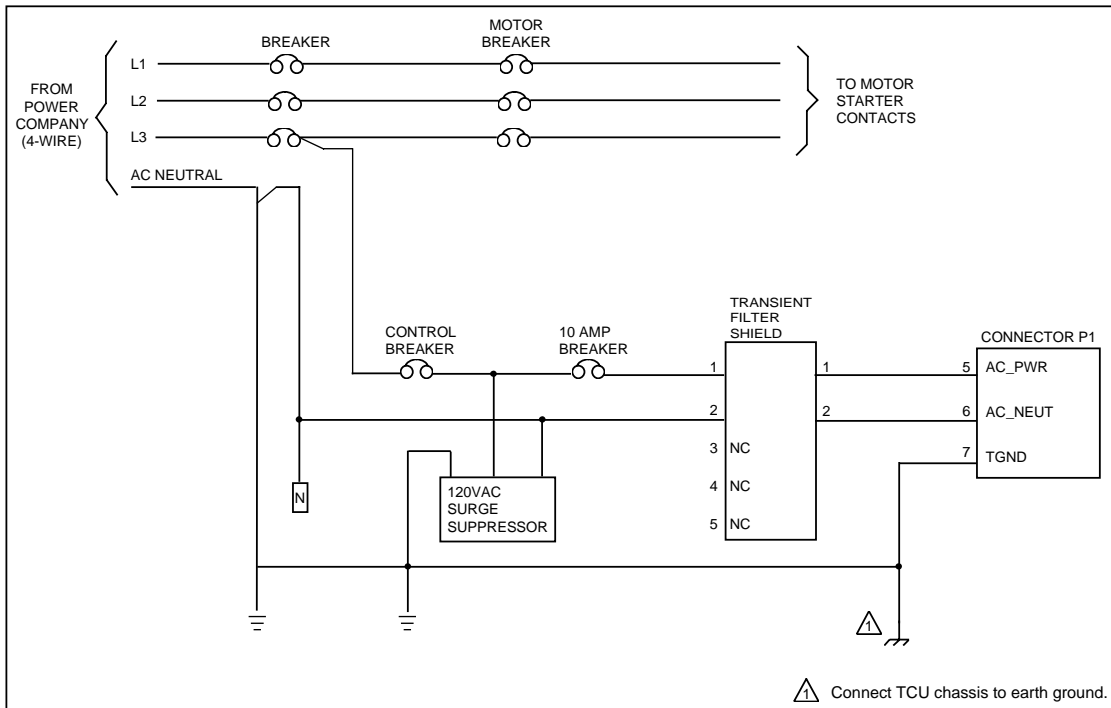 MOTOR
BREAKER
BREAKER
L1
L2
L3
FROM
POWER
COMPANY
(4-WIRE)
TO MOTOR
STARTER
CONTACTS
AC NEUTRAL
TRANSIENT
FILTER
SHIELD
CONTROL
BREAKER
10 AMP
BREAKER
CONNECTOR P1
1
1
5 AC_PWR
2
2
6 AC_NEUT
3 NC
7 TGND
4 NC
5 NC
N
120VAC
SURGE
SUPPRESSOR
1
1 Connect TCU chassis to earth ground.